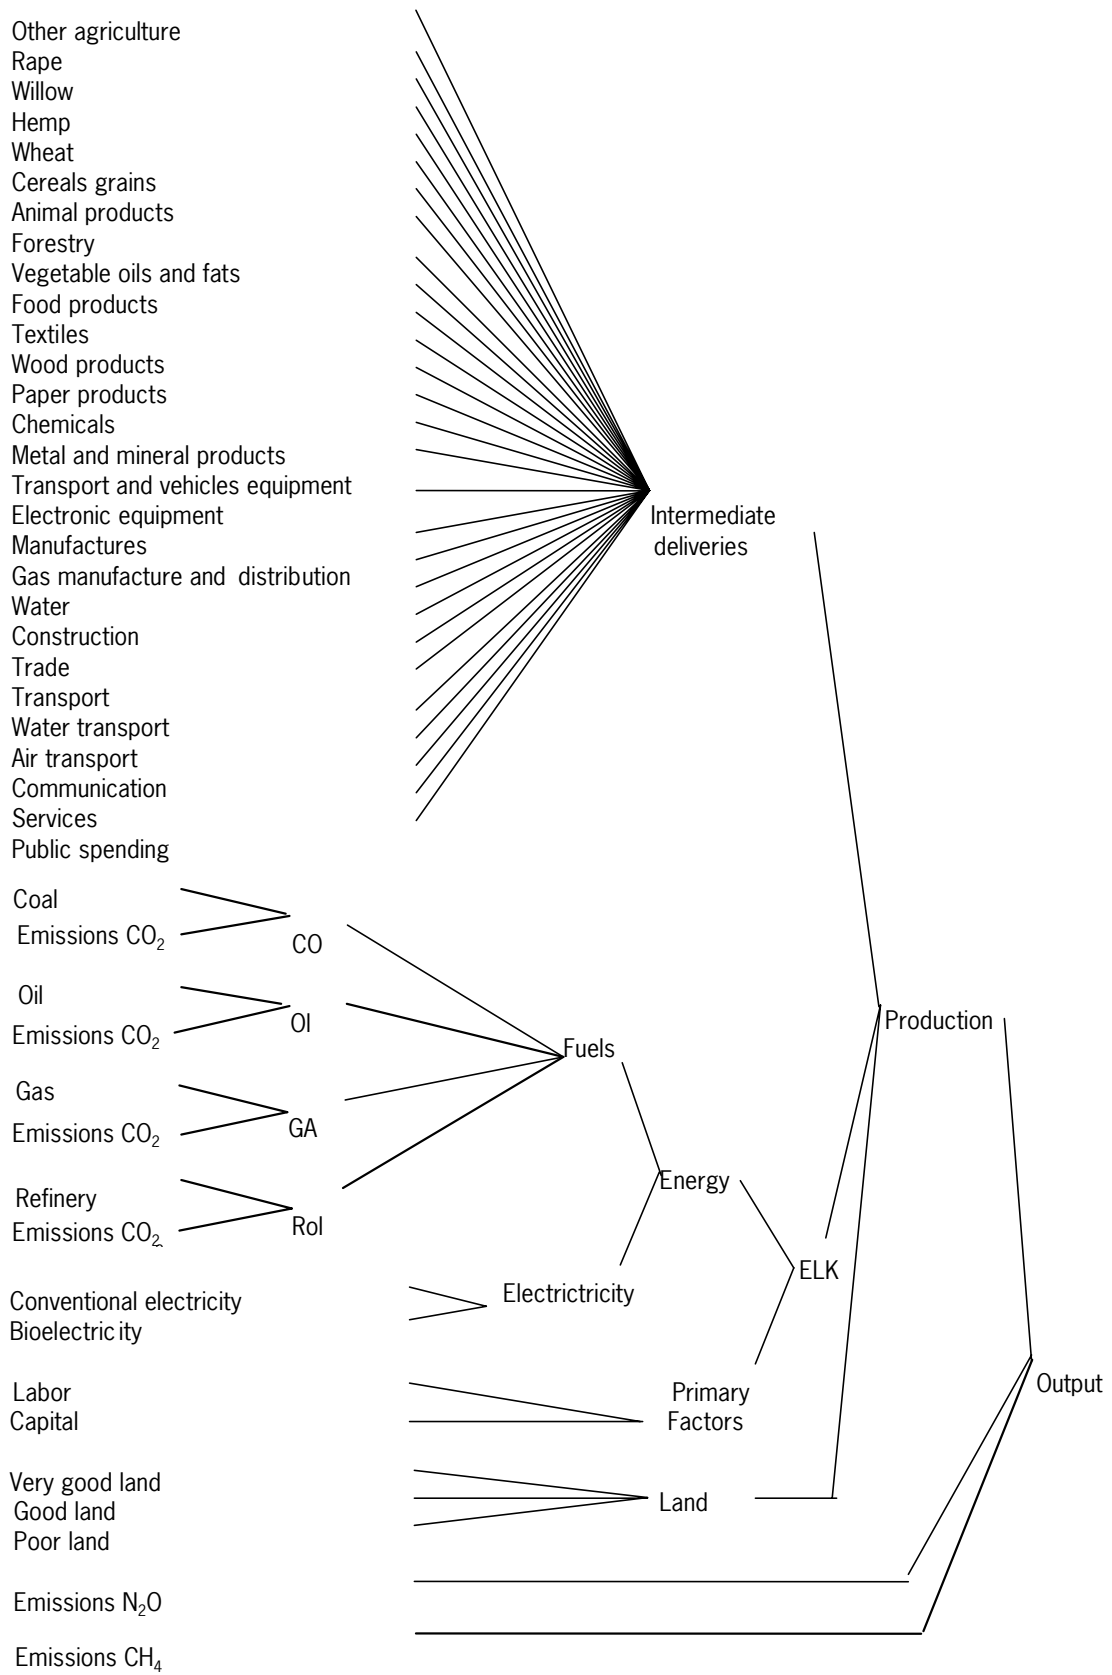 Other agriculture
Rape
Willow
Hemp
Wheat
Cereals grains
Animal products
Forestry
Vegetable oils and fats
Food products
Textiles
Wood products
Paper products
Chemicals
Metal and mineral products
Transport and vehicles equipment
Electronic equipment
Manufactures
Gas manufacture and distribution
Water
Construction
Trade
Transport
Water transport
Air transport
Communication
Services
Public spending
Intermediate
deliveries
Coal
Emissions CO₂
CO
Oil
Emissions CO₂
OI
Gas
Emissions CO₂
GA
Refinery
Emissions CO₂
RoI
Fuels
Production
Energy
ELK
Electrictricity
Conventional electricity
Bioelectricity
Labor
Capital
Primary
Factors
Output
Very good land
Good land
Poor land
Land
Emissions N₂O
Emissions CH₄